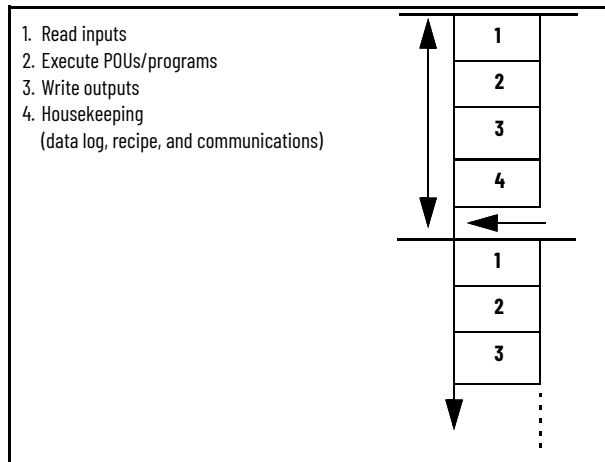 1. Read inputs
2. Execute POUs/programs
3. Write outputs
4. Housekeeping
(data log, recipe, and communications)
1
2
3
4
1
2
3